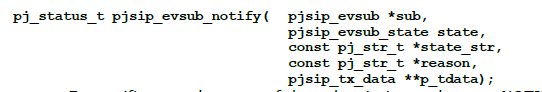 pj_status_t pjsip_evsub_notify( pjsip_evsub *sub,
pjsip_evsub_state state,
const pj_str_t *state_str,
const pj_str_t *reason,
pjsip_tx_data **p_tdata);